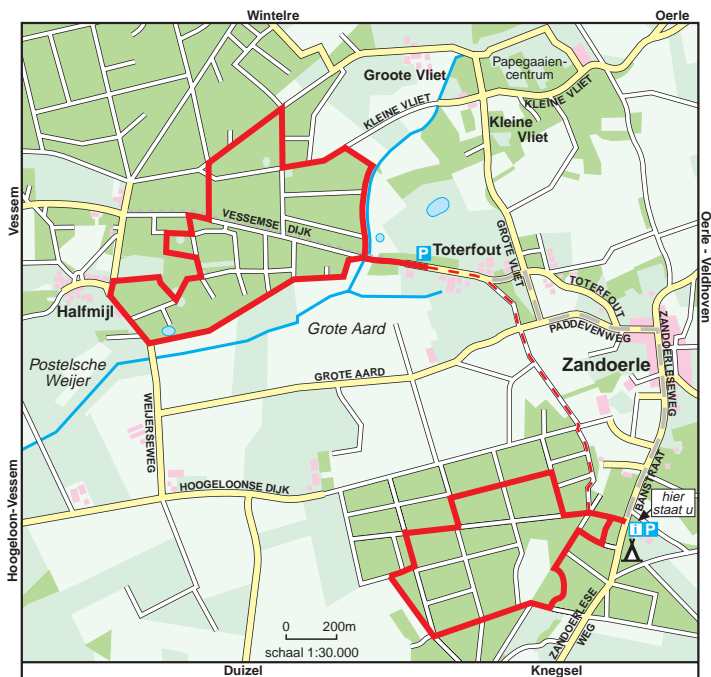 Wintelre
Oerle
Groote Vliet
Papegaaien-
centrum
KLEINE VLIET
KLEINE VLIET
Kleine
Vliet
Vessem
VESSEMSE DIJK
P
Toterfout
GROTE VLIET
Oerle - Veldhoven
TOTERFOUT
Halfmijl
Grote Aard
PADDEVENWEG
ZANDOERLESEWEG
Postelsche
Weijer
GROTE AARD
Zandoerle
WEIJERSEWEG
HOOGELOONSE DIJK
BANSTRAAT
hier
staat u
i P
Hoogeloon-Vessem
ZANDOERLESE
WEG
0 200m
schaal 1:30.000
Duizel
Knegsel